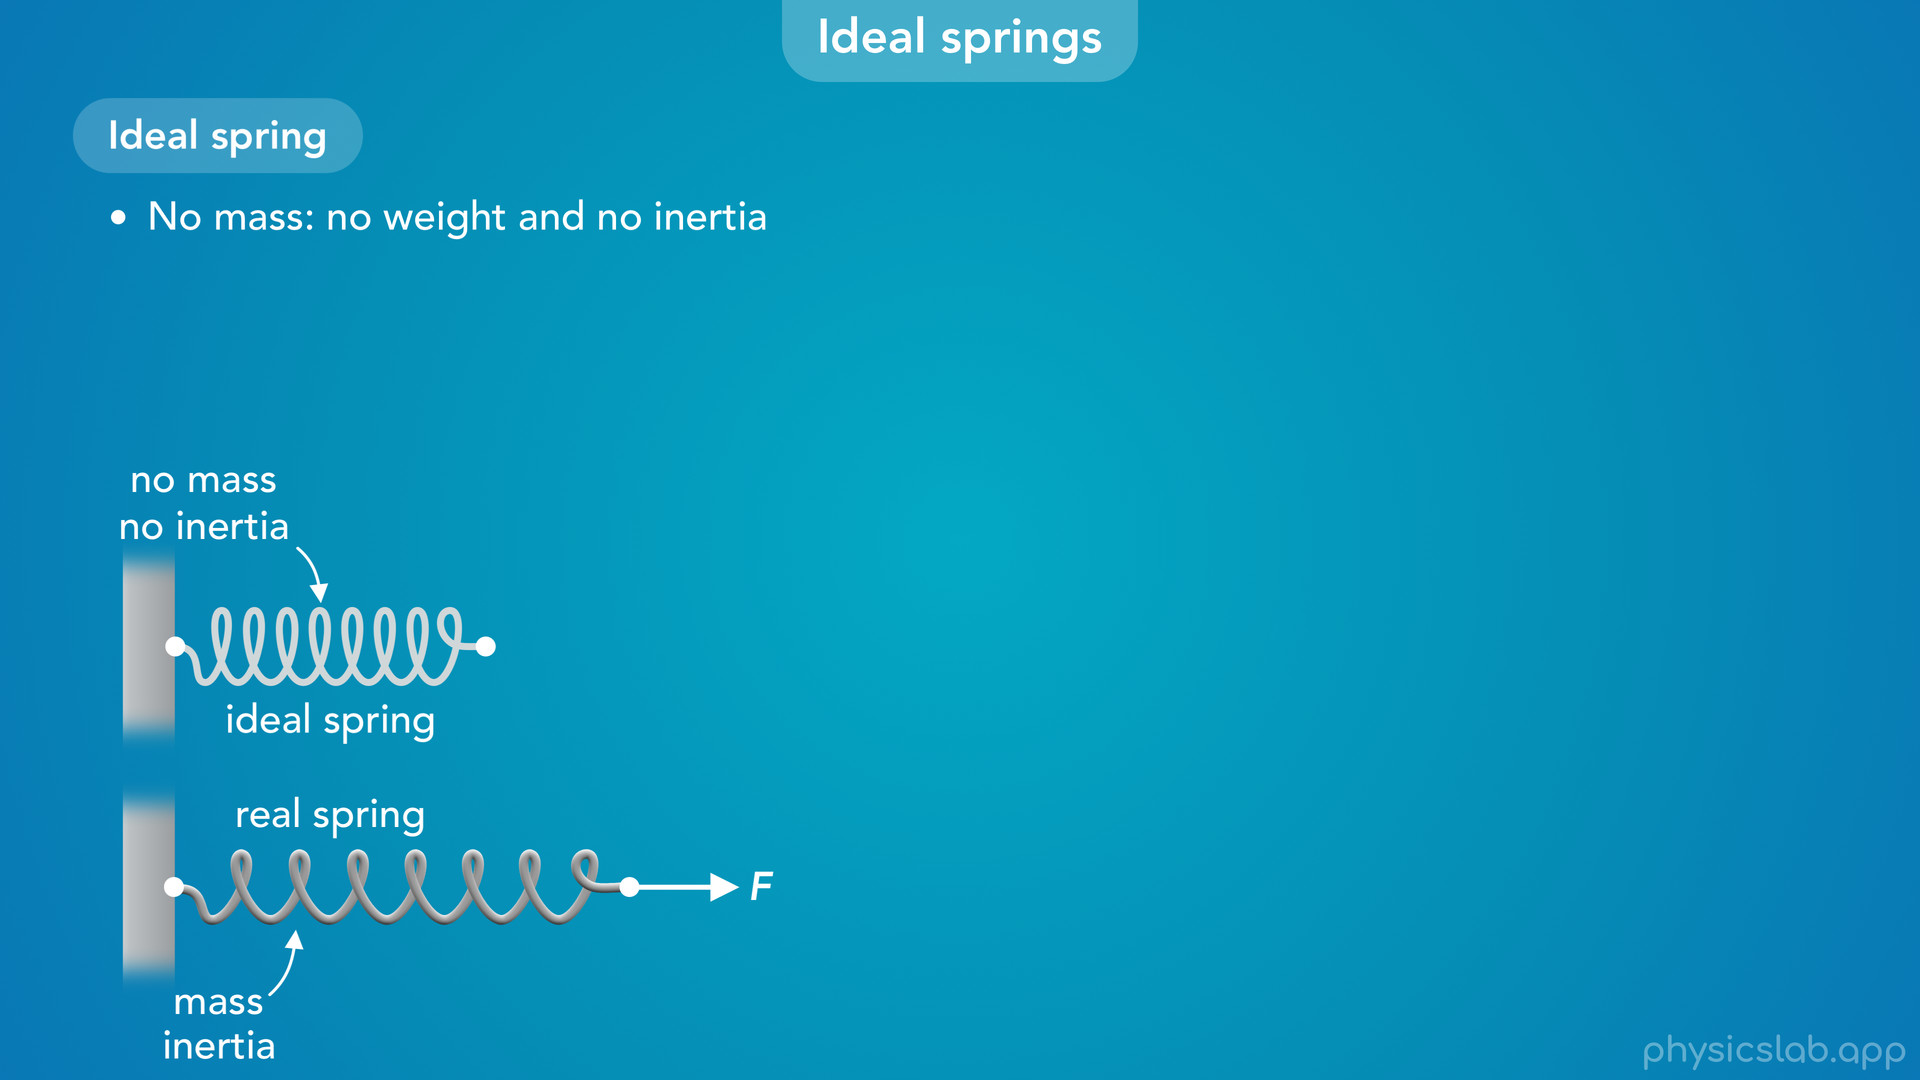 Ideal springs
Ideal spring
• No mass: no weight and no inertia
no mass
no inertia
ideal spring
real spring
F
mass
inertia
physicslab.app